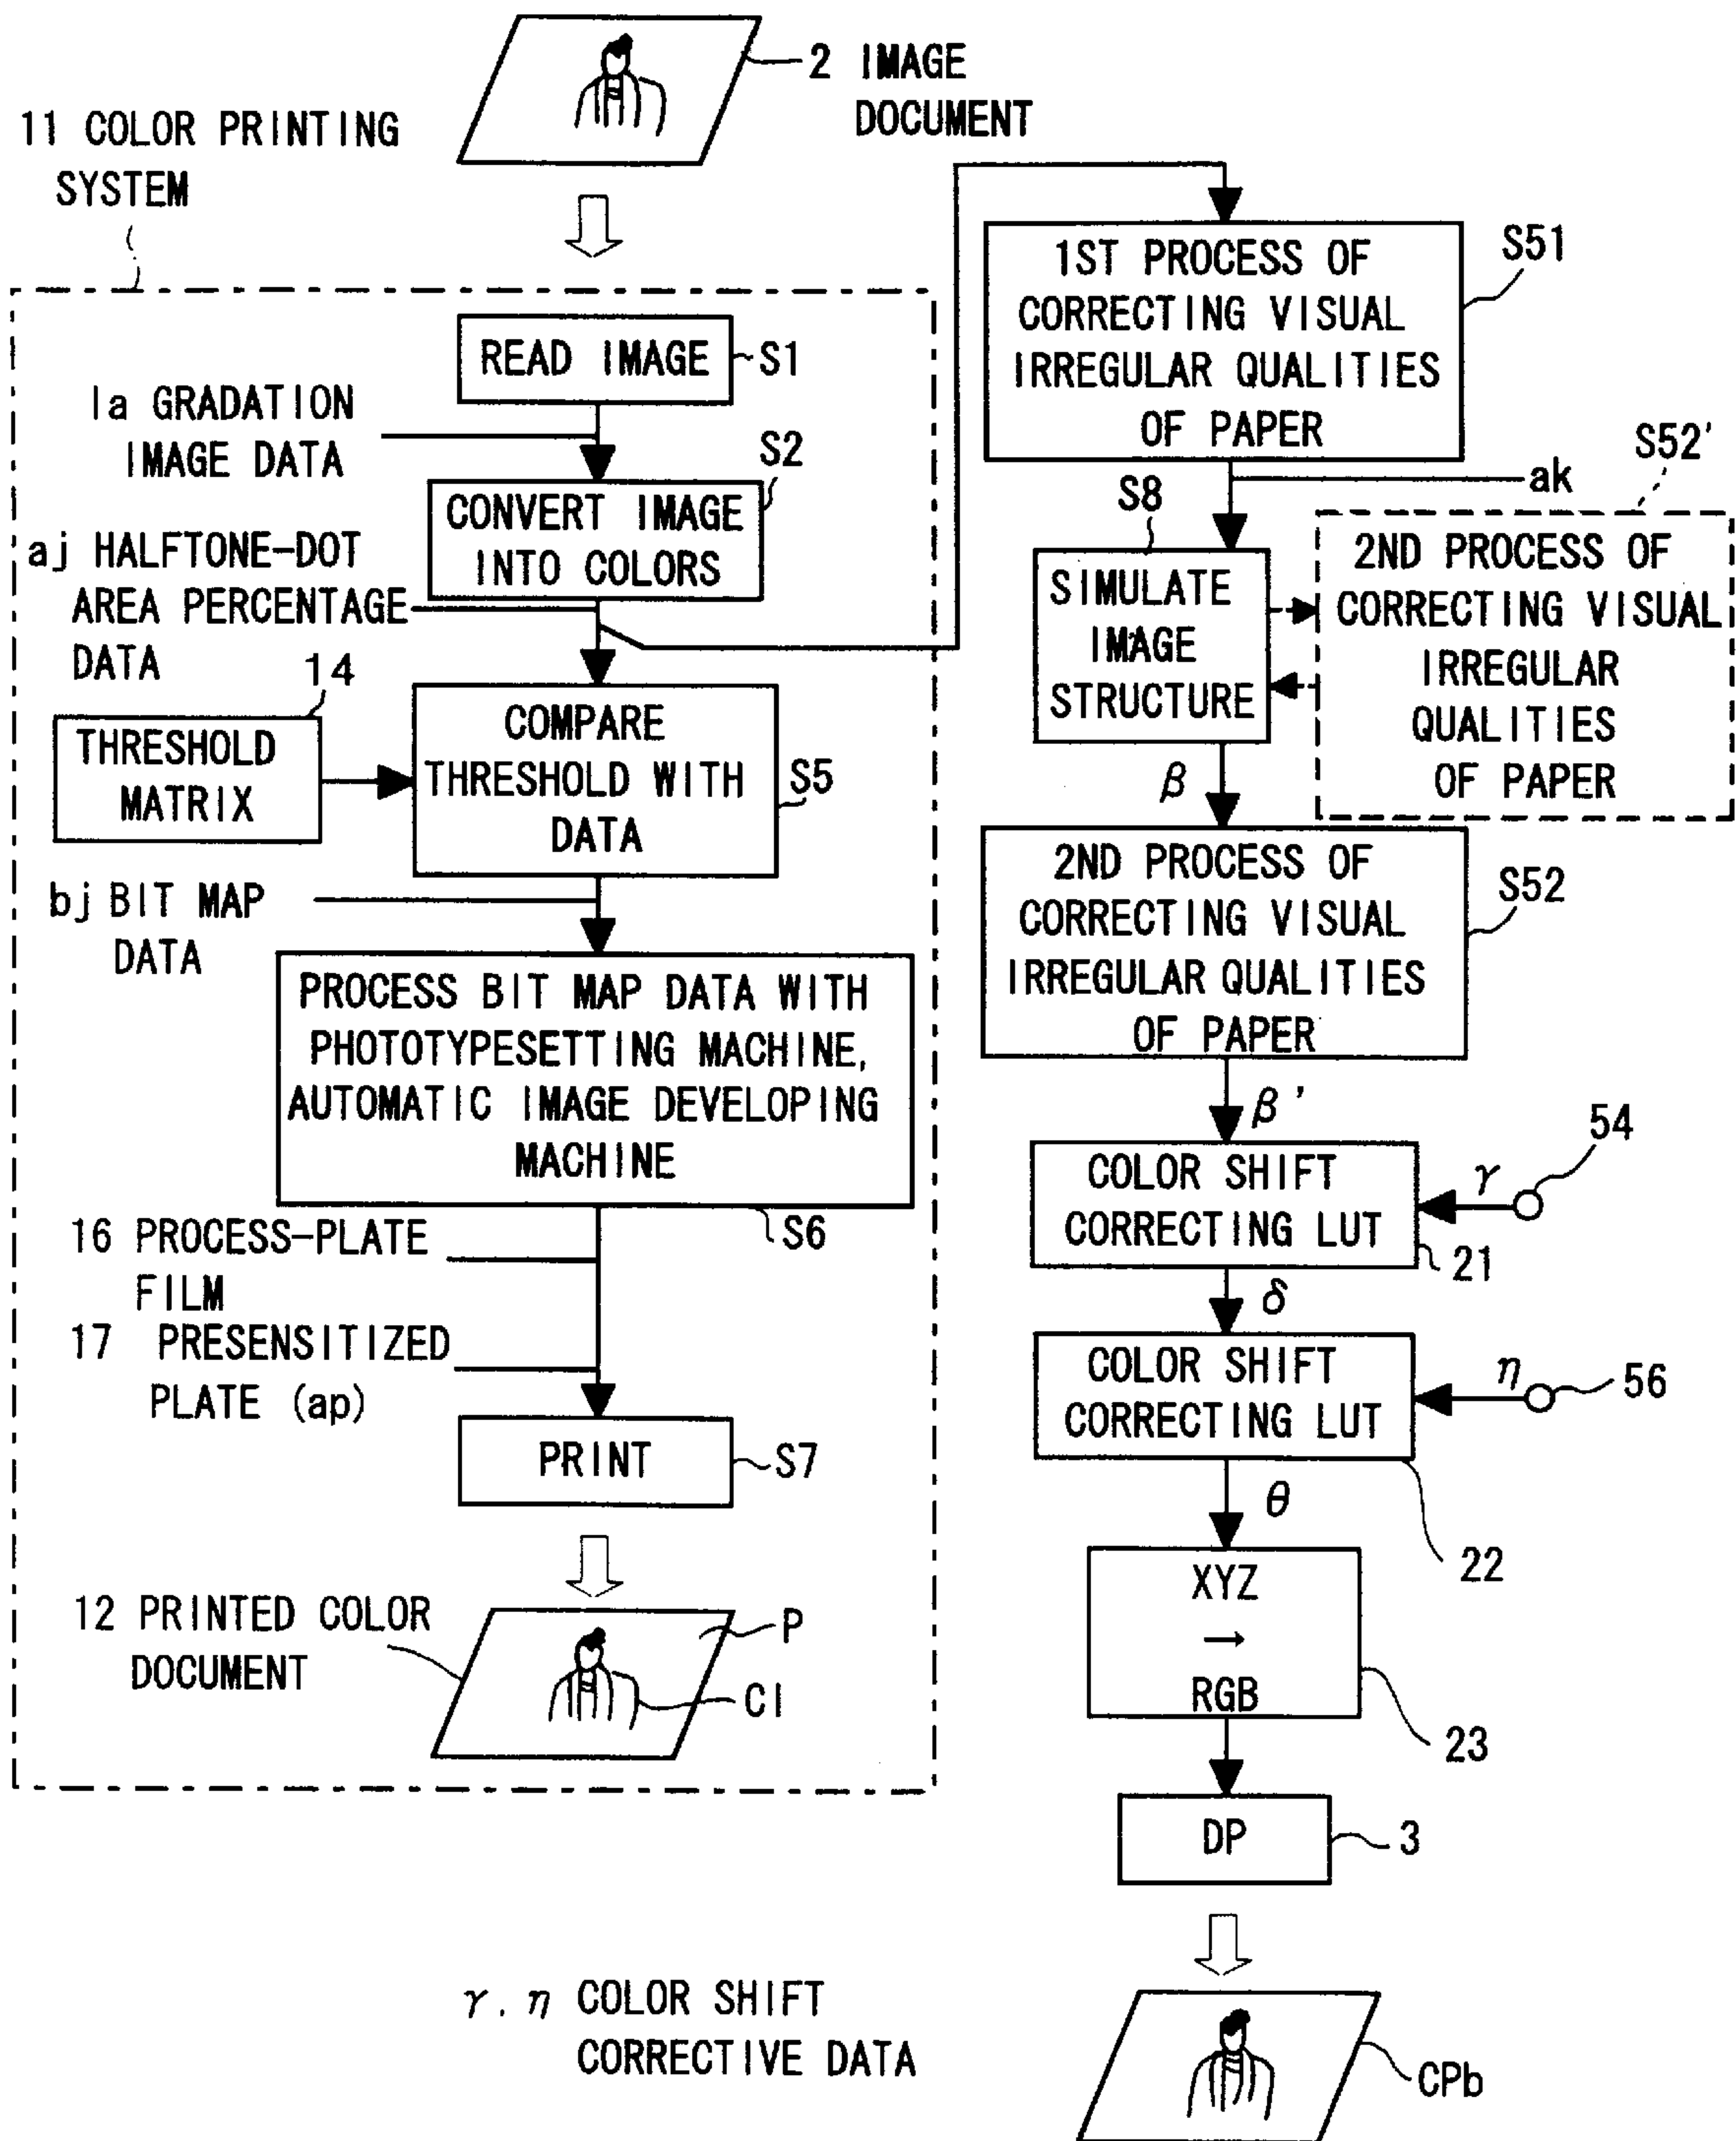 2 IMAGE
DOCUMENT
11 COLOR PRINTING
SYSTEM
READ IMAGE
S1
Ia GRADATION
IMAGE DATA
S2
CONVERT IMAGE
INTO COLORS
aj HALFTONE-DOT
AREA PERCENTAGE
DATA
14
THRESHOLD
MATRIX
COMPARE
THRESHOLD WITH
DATA
S5
bj BIT MAP
DATA
PROCESS BIT MAP DATA WITH
PHOTOTYPESETTING MACHINE,
AUTOMATIC IMAGE DEVELOPING
MACHINE
S6
16 PROCESS-PLATE
FILM
17 PRESENSITIZED
PLATE (ap)
PRINT
S7
12 PRINTED COLOR
DOCUMENT
P
CI
1ST PROCESS OF
CORRECTING VISUAL
IRREGULAR QUALITIES
OF PAPER
S51
ak
S8
SIMULATE
IMAGE
STRUCTURE
S52'
2ND PROCESS OF
CORRECTING VISUAL
IRREGULAR
QUALITIES
OF PAPER
β
2ND PROCESS OF
CORRECTING VISUAL
IRREGULAR QUALITIES
OF PAPER
S52
β'
COLOR SHIFT
CORRECTING LUT
γ
54
21
δ
COLOR SHIFT
CORRECTING LUT
η
56
22
θ
XYZ
→
RGB
23
DP
3
γ, η COLOR SHIFT
CORRECTIVE DATA
CPb